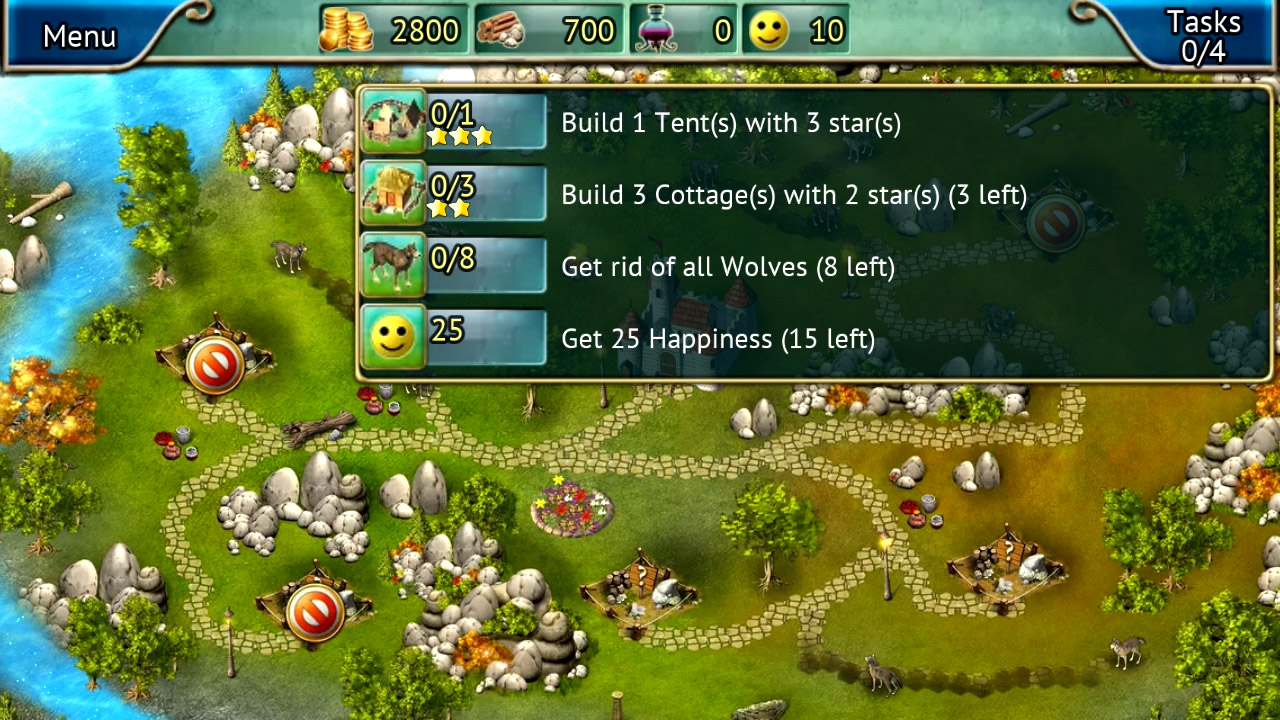 Menu
2800
700
0
10
Tasks
0/4
0/1
Build 1 Tent(s) with 3 star(s)
0/3
Build 3 Cottage(s) with 2 star(s) (3 left)
0/8
Get rid of all Wolves (8 left)
25
Get 25 Happiness (15 left)
?
?